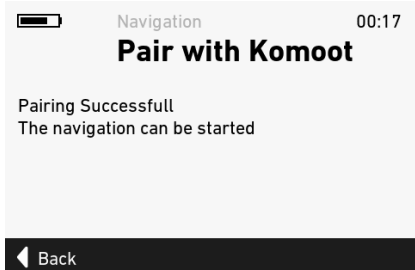 Navigation
00:17
Pair with Komoot
Pairing Successfull
The navigation can be started
Back